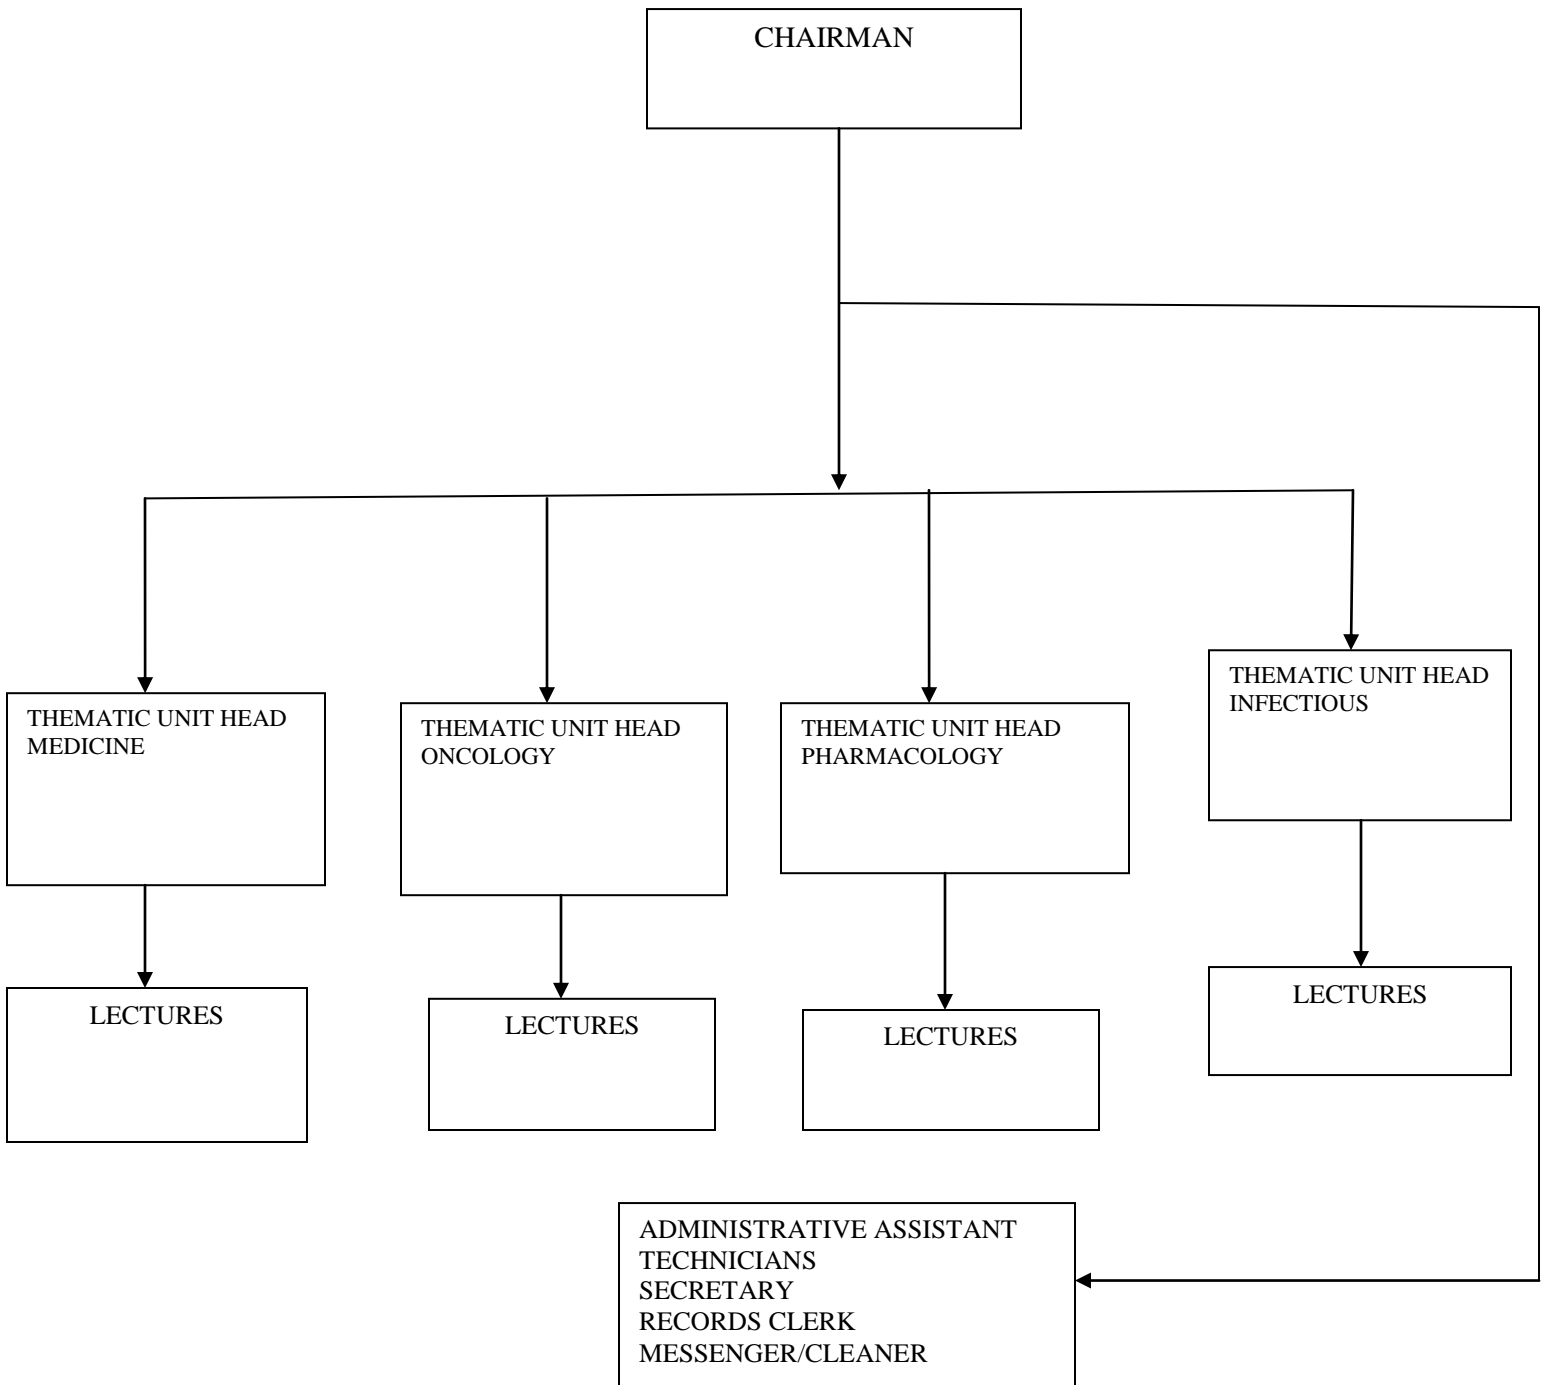 CHAIRMAN
THEMATIC UNIT HEAD
MEDICINE
THEMATIC UNIT HEAD
ONCOLOGY
THEMATIC UNIT HEAD
PHARMACOLOGY
THEMATIC UNIT HEAD
INFECTIOUS
LECTURES
LECTURES
LECTURES
LECTURES
ADMINISTRATIVE ASSISTANT
TECHNICIANS
SECRETARY
RECORDS CLERK
MESSENGER/CLEANER